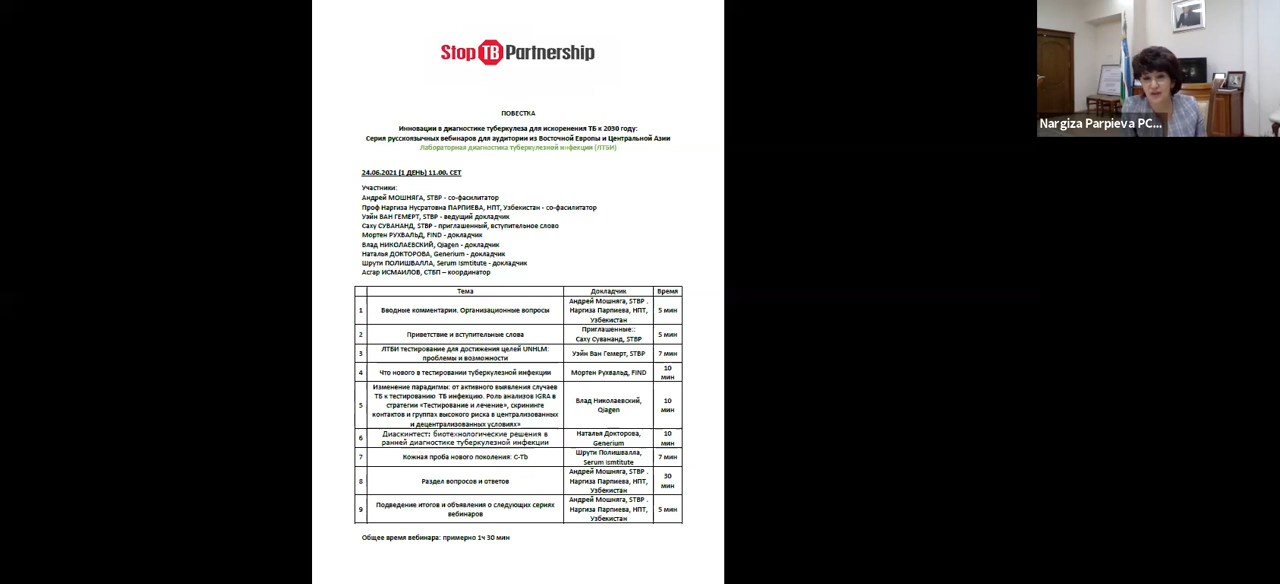 Stop TB Partnership
ПОВЕСТКА
Инновации в диагностике туберкулеза для искоренения ТБ к 2030 году:
Серия русскоязычных вебинаров для аудитории из Восточной Европы и Центральной Азии
Лабораторная диагностика туберкулезной инфекции (ЛТБИ)
24.06.2021 (1 ДЕНЬ) 11.00. CET
Участники:
Андрей МОШНЯГА, STBP - со-фасилитатор
Проф Наргиза Нусратовна ПАРПИЕВА, НПТ, Узбекистан - со-фасилитатор
Уэйн ВАН ГЕМЕРТ, STBP - ведущий докладчик
Саху СУВАНАНД, STBP - приглашенный, вступительное слово
Мортен РУХВАЛЬД, FIND - докладчик
Влад НИКОЛАЕВСКИЙ, Qiagen - докладчик
Наталья ДОКТОРОВА, Generium - докладчик
Шрути ПОЛИШВАЛЛА, Serum Ismtitute - докладчик
Асгар ИСМАИЛОВ, СТБП – координатор
Тема Докладчик Время
1 Вводные комментарии. Организационные вопросы Андрей Мошняга, STBP .
Наргиза Парпиева, НПТ,
Узбекистан 5 мин
2 Приветствие и вступительные слова Приглашенные::
Саху Сувананд, STBP 5 мин
3 ЛТБИ тестирование для достижения целей UNHLM:
проблемы и возможности Уэйн Ван Гемерт, STBP 7 мин
4 Что нового в тестировании туберкулезной инфекции Мортен Рухвальд, FIND 10
мин
5 Изменение парадигмы: от активного выявления случаев
ТБ к тестированию ТБ инфекцию. Роль анализов IGRA в
стратегии «Тестирование и лечение», скрининге
контактов и группах высокого риска в централизованных
и децентрализованных условиях» Влад Николаевский,
Qiagen 10
мин
6 Диаскинтест: биотехнологические решения в
ранней диагностике туберкулезной инфекции Наталья Докторова,
Generium 10
мин
7 Кожная проба нового поколения: C-Tb Шрути Полишвалла,
Serum Ismtitute 7 мин
8 Раздел вопросов и ответов Андрей Мошняга, STBP .
Наргиза Парпиева, НПТ,
Узбекистан 30
мин
9 Подведение итогов и объявления о следующих сериях
вебинаров Андрей Мошняга, STBP .
Наргиза Парпиева, НПТ,
Узбекистан 5 мин
Общее время вебинара: примерно 1ч 30 мин
Nargiza Parpieva PC...